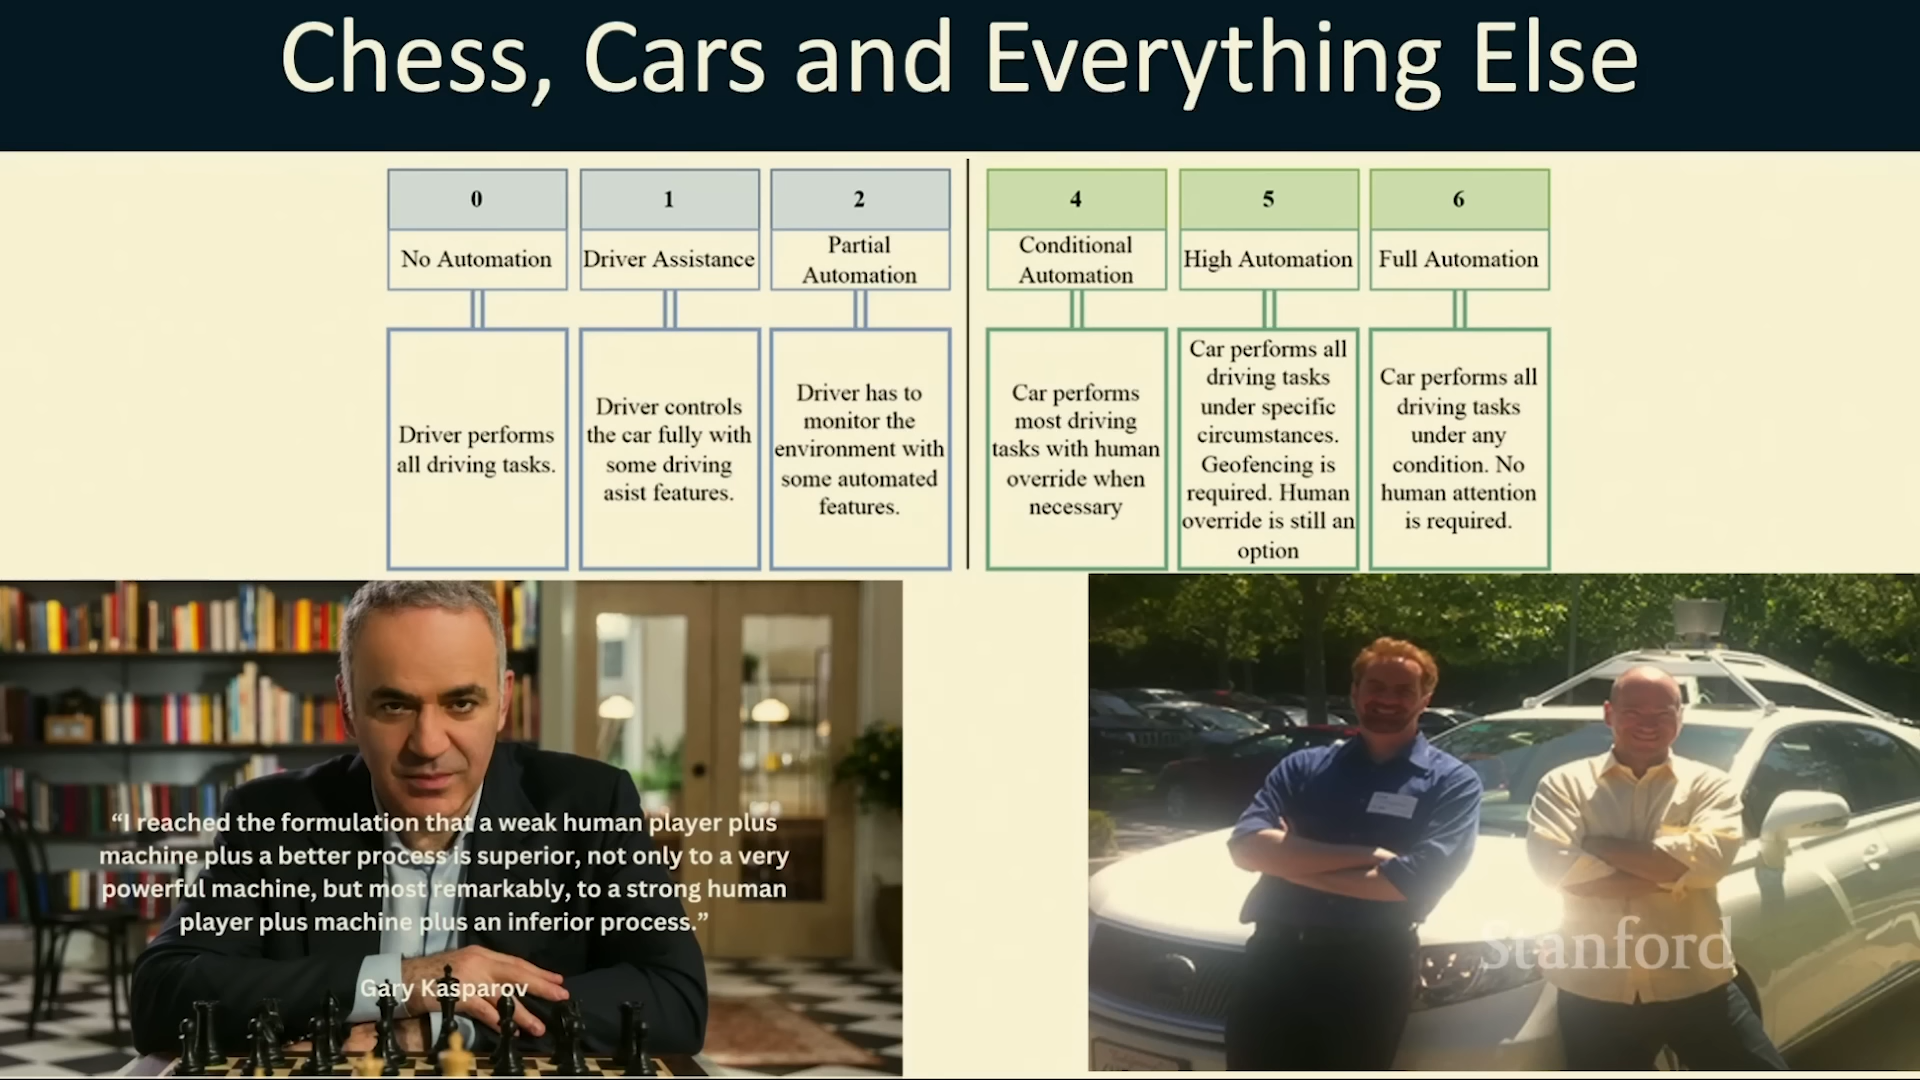 Chess, Cars and Everything Else
0
No Automation
Driver performs
all driving tasks.
1
Driver Assistance
Driver controls
the car fully with
some driving
asist features.
2
Partial
Automation
Driver has to
monitor the
environment with
some automated
features.
4
Conditional
Automation
Car performs
most driving
tasks with human
override when
necessary
5
High Automation
Car performs all
driving tasks
under specific
circumstances.
Geofencing is
required. Human
override is still an
option
6
Full Automation
Car performs all
driving tasks
under any
condition. No
human attention
is required.
“I reached the formulation that a weak human player plus
machine plus a better process is superior, not only to a very
powerful machine, but most remarkably, to a strong human
player plus machine plus an inferior process.”
Gary Kasparov
Stanford